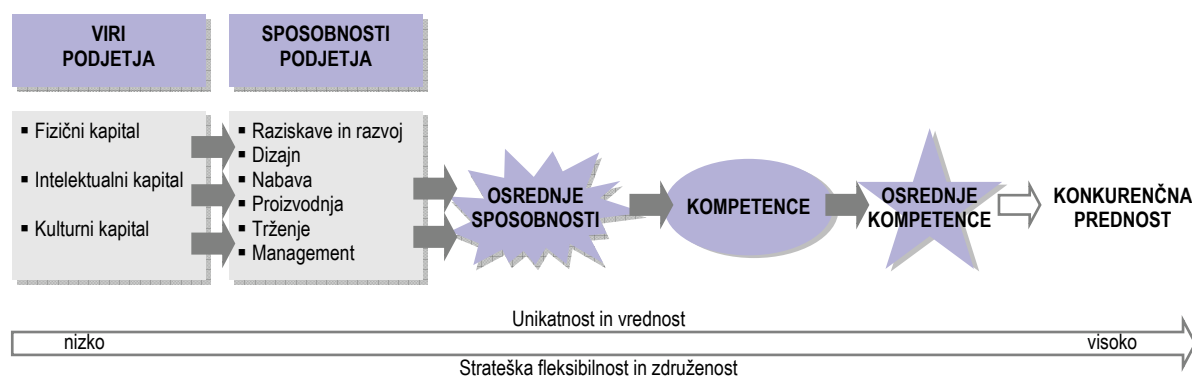 VIRI
PODJETJA
SPOSOBNOSTI
PODJETJA
▪ Fizični kapital
▪ Intelektualni kapital
▪ Kulturni kapital
▪ Raziskave in razvoj
▪ Dizajn
▪ Nabava
▪ Proizvodnja
▪ Trženje
▪ Management
OSREDNJE
SPOSOBNOSTI
KOMPETENCE
OSREDNJE
KOMPETENCE
KONKURENČNA
PREDNOST
Unikatnost in vrednost
nizko
visoko
Strateška fleksibilnost in združenost